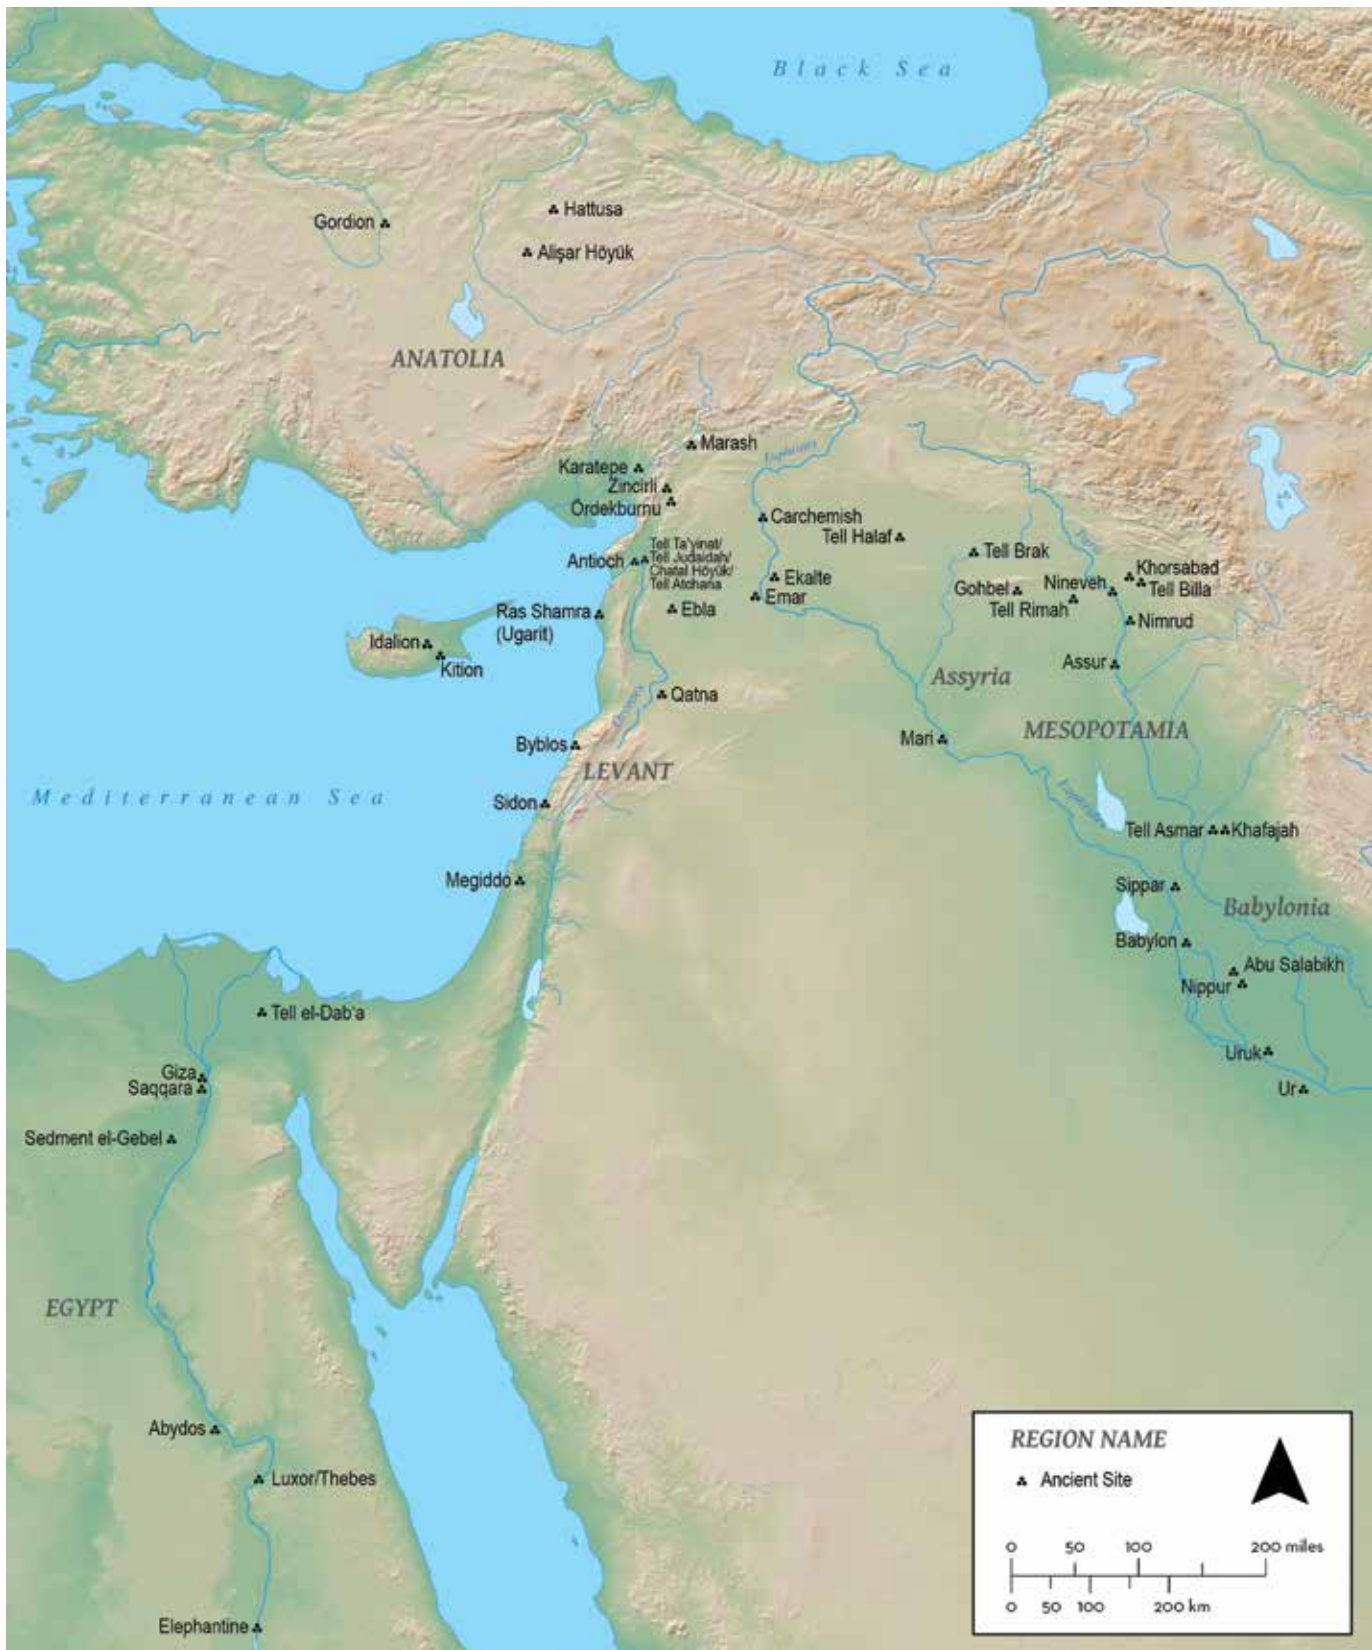 Black Sea
Hattusa
Gordion
Alişar Höyük
ANATOLIA
Marash
Euphrates
Karatepe
Zincirli
Ördekburnu
Carchemish
Tell Halaf
Tell Ta'yinat/
Tell Judaidah/
Chatal Höyük/
Tell Atchana
Antioch
Tell Brak
Tigris
Khorsabad
Ekalte
Gohbel
Nineveh
Tell Billa
Emar
Tell Rimah
Ras Shamra
(Ugarit)
Ebla
Nimrud
Idalion
Kition
Assur
Assyria
Qatna
Orontes
MESOPOTAMIA
Mari
Byblos
LEVANT
Mediterranean Sea
Sidon
Euphrates
Tell Asmar
Khafajah
Megiddo
Sippar
Babylonia
Babylon
Abu Salabikh
Nippur
Tell el-Dab'a
Uruk
Giza
Saqqara
Ur
Sedment el-Gebel
EGYPT
Abydos
Luxor/Thebes
Elephantine
REGION NAME
Ancient Site
0 50 100 200 miles
0 50 100 200 km